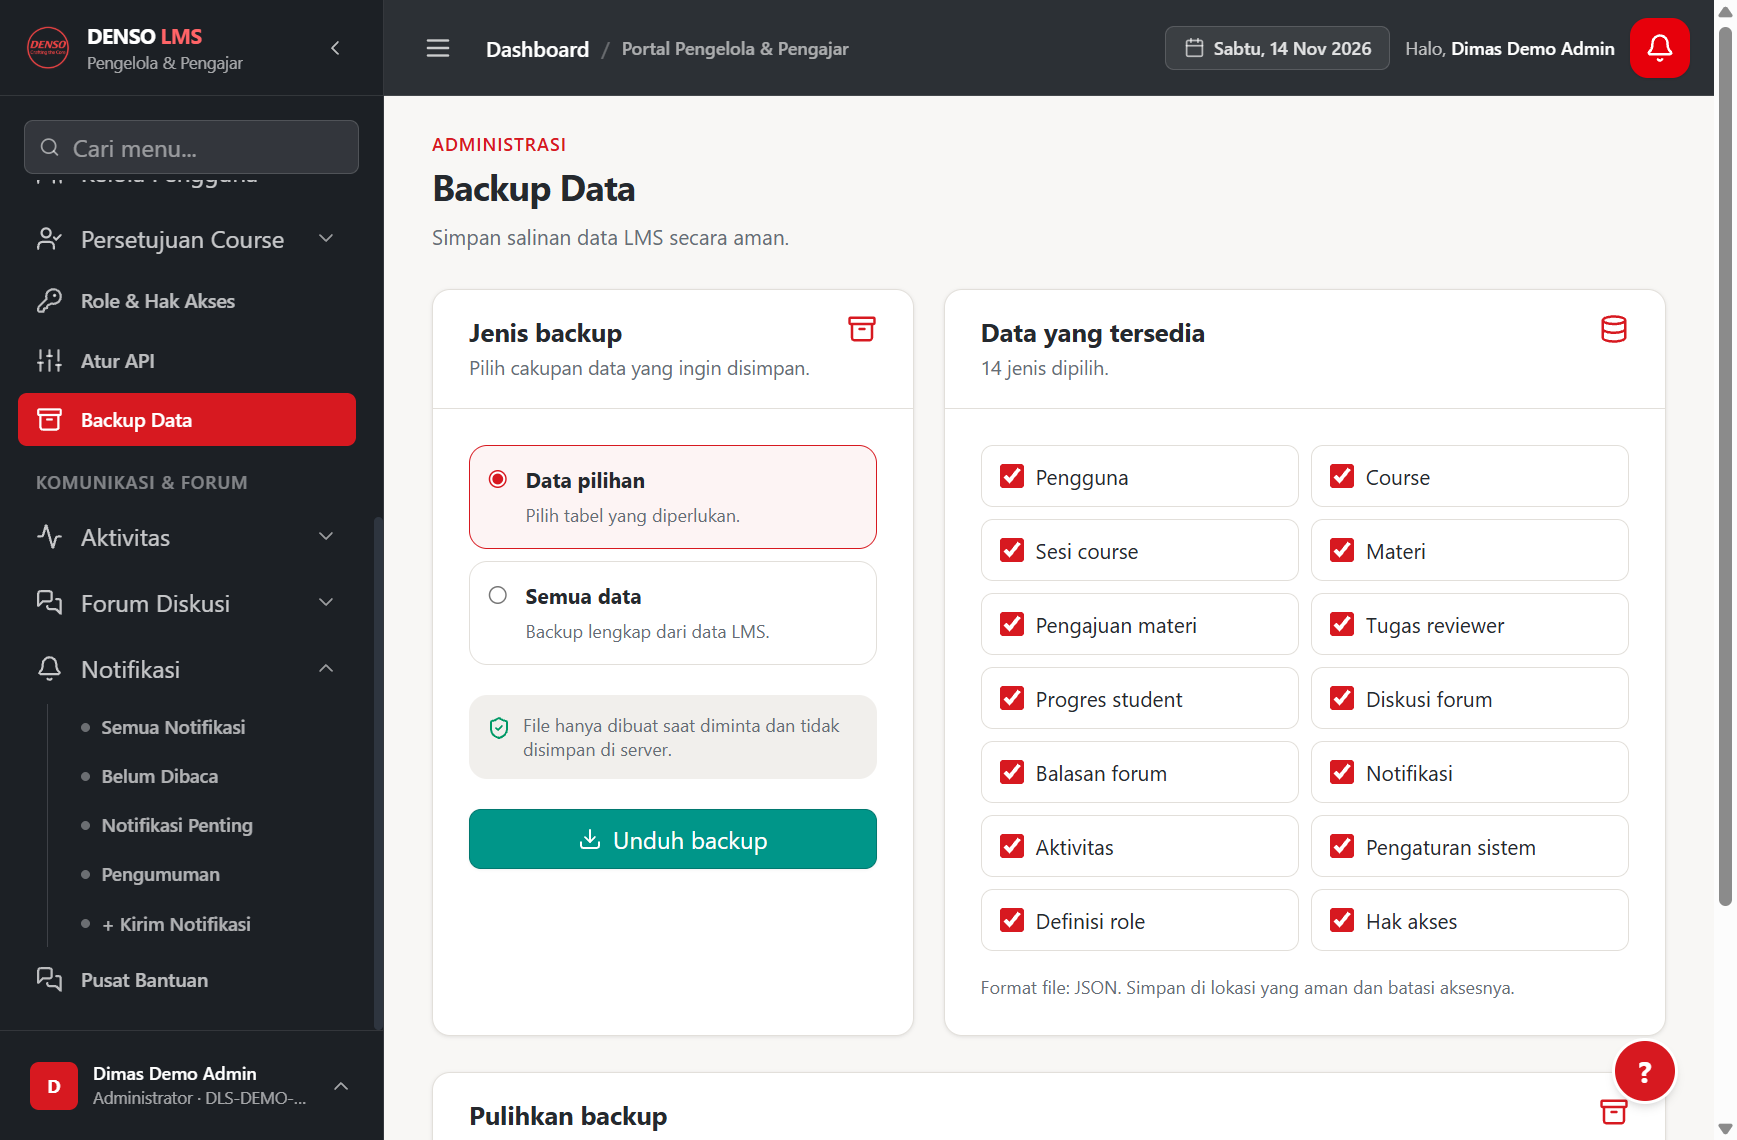 DENSO
Crafting the Core
DENSO LMS
Pengelola & Pengajar
Dashboard / Portal Pengelola & Pengajar
Sabtu, 14 Nov 2026
Halo, Dimas Demo Admin
Cari menu...
Kelola Pengguna
Persetujuan Course
Role & Hak Akses
Atur API
Backup Data
KOMUNIKASI & FORUM
Aktivitas
Forum Diskusi
Notifikasi
Semua Notifikasi
Belum Dibaca
Notifikasi Penting
Pengumuman
+ Kirim Notifikasi
Pusat Bantuan
D
Dimas Demo Admin
Administrator · DLS-DEMO-...
ADMINISTRASI
Backup Data
Simpan salinan data LMS secara aman.
Jenis backup
Pilih cakupan data yang ingin disimpan.
Data pilihan
Pilih tabel yang diperlukan.
Semua data
Backup lengkap dari data LMS.
File hanya dibuat saat diminta dan tidak
disimpan di server.
Unduh backup
Data yang tersedia
14 jenis dipilih.
Pengguna
Course
Sesi course
Materi
Pengajuan materi
Tugas reviewer
Progres student
Diskusi forum
Balasan forum
Notifikasi
Aktivitas
Pengaturan sistem
Definisi role
Hak akses
Format file: JSON. Simpan di lokasi yang aman dan batasi aksesnya.
Pulihkan backup
?